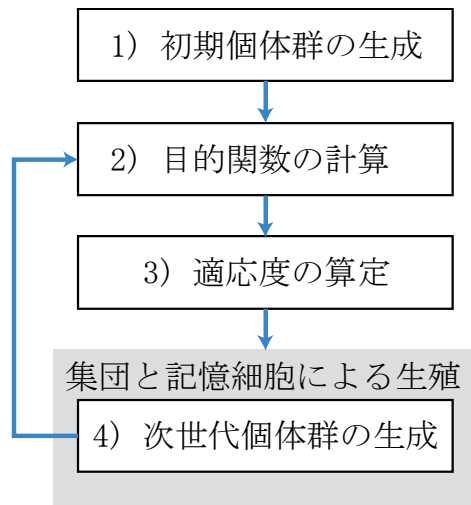 1) 初期個体群の生成
2) 目的関数の計算
3) 適応度の算定
集団と記憶細胞による生殖
4) 次世代個体群の生成